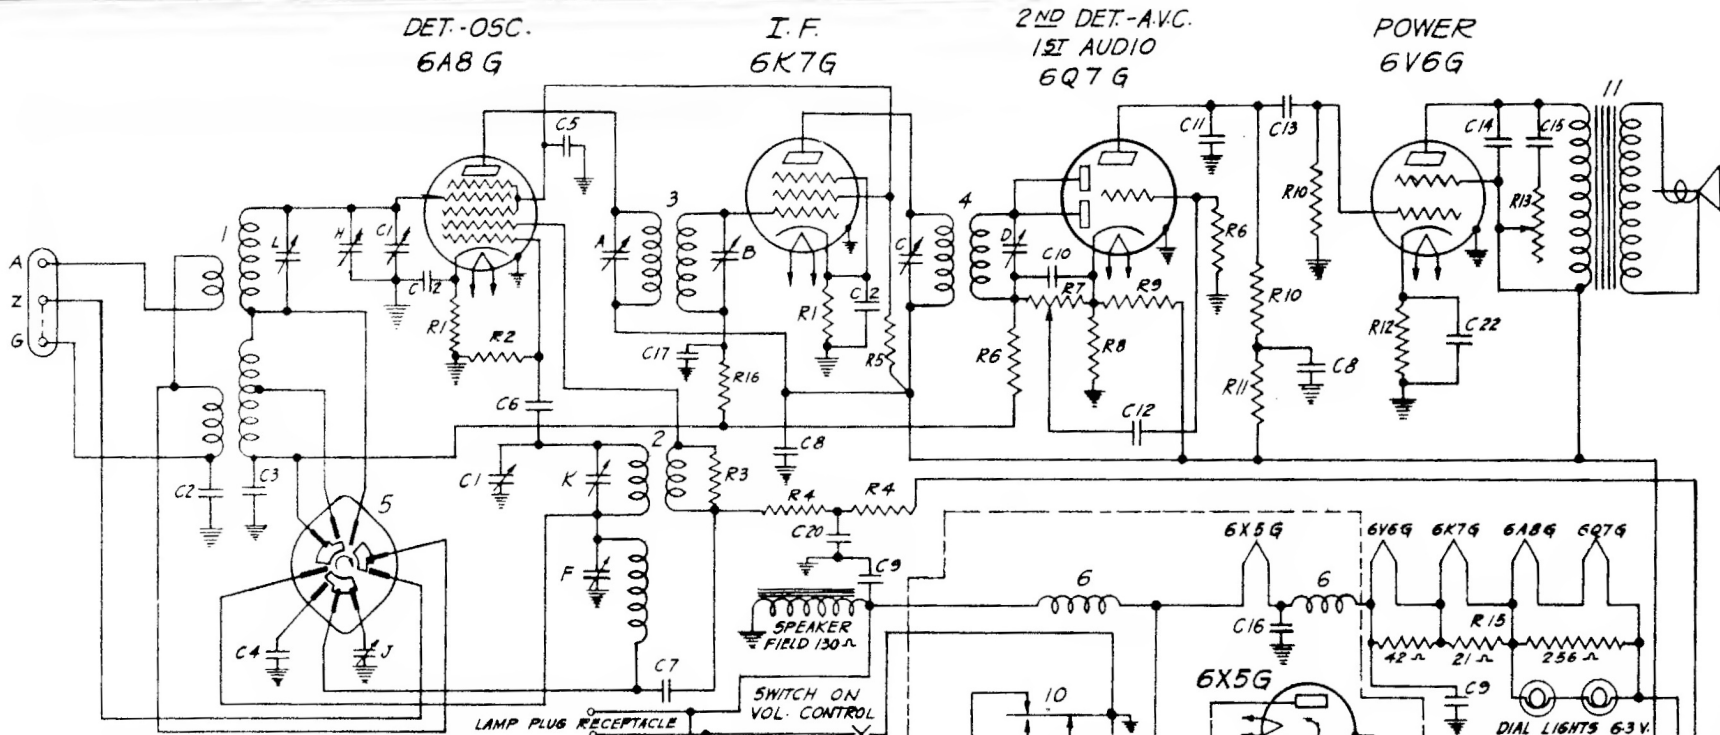 DET.-OSC.
6A8G
I.F.
6K7G
2ND DET.-A.V.C.
1ST AUDIO
6Q7G
POWER
6V6G
11
C5
C11
C13
C14
C15
1
L
H
C1
3
A
B
4
C
D
C10
R6
R10
R13
A
Z
G
C2
R1
R2
R1
C12
R7
R9
R10
R12
C22
C17
R16
R5
R6
R8
R11
C8
C6
C12
C2
C3
5
C1
K
2
R3
C8
R4
R4
C20
F
C9
6X5G
6V6G
6K7G
6A8G
6Q7G
6
6
SPEAKER
FIELD 130Ω
C16
R15
42Ω
21Ω
256Ω
C4
J
C7
SWITCH ON
VOL. CONTROL
10
6X5G
C9
LAMP PLUG RECEPTACLE
DIAL LIGHTS 6.3 V.